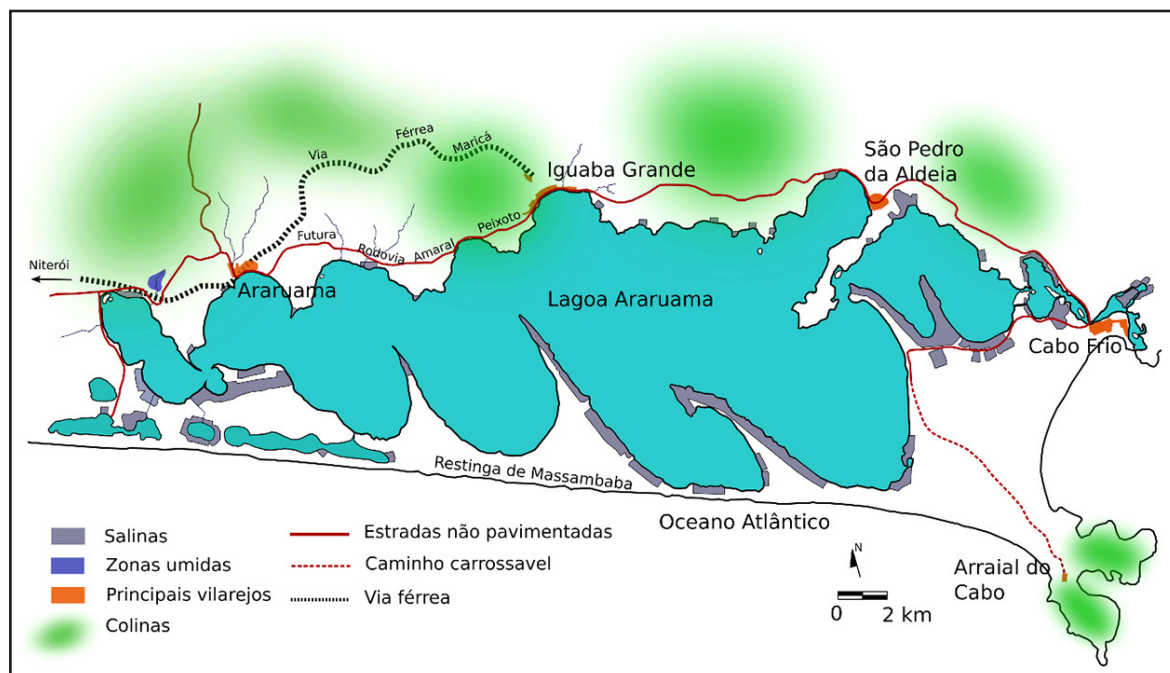 São Pedro
da Aldeia
Férrea
Via
Maricá
Iguaba Grande
Peixoto
Futura
Rodovia
Amaral
Niterói
Araruama
Lagoa Araruama
Cabo Frio
Restinga de Massambaba
Oceano Atlântico
Salinas
Zonas umidas
Principais vilarejos
Colinas
Estradas não pavimentadas
Caminho carrossavel
Via férrea
N
0 2 km
Arraial do
Cabo